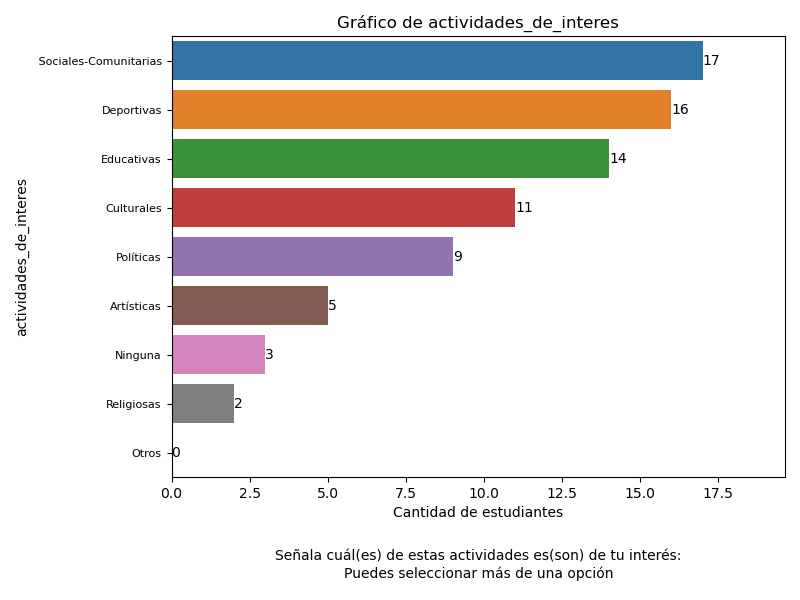 Gráfico de actividades_de_interes
actividades_de_interes
Sociales-Comunitarias 17
Deportivas 16
Educativas 14
Culturales 11
Políticas 9
Artísticas 5
Ninguna 3
Religiosas 2
Otros 0
0.0 2.5 5.0 7.5 10.0 12.5 15.0 17.5
Cantidad de estudiantes
Señala cuál(es) de estas actividades es(son) de tu interés:
Puedes seleccionar más de una opción